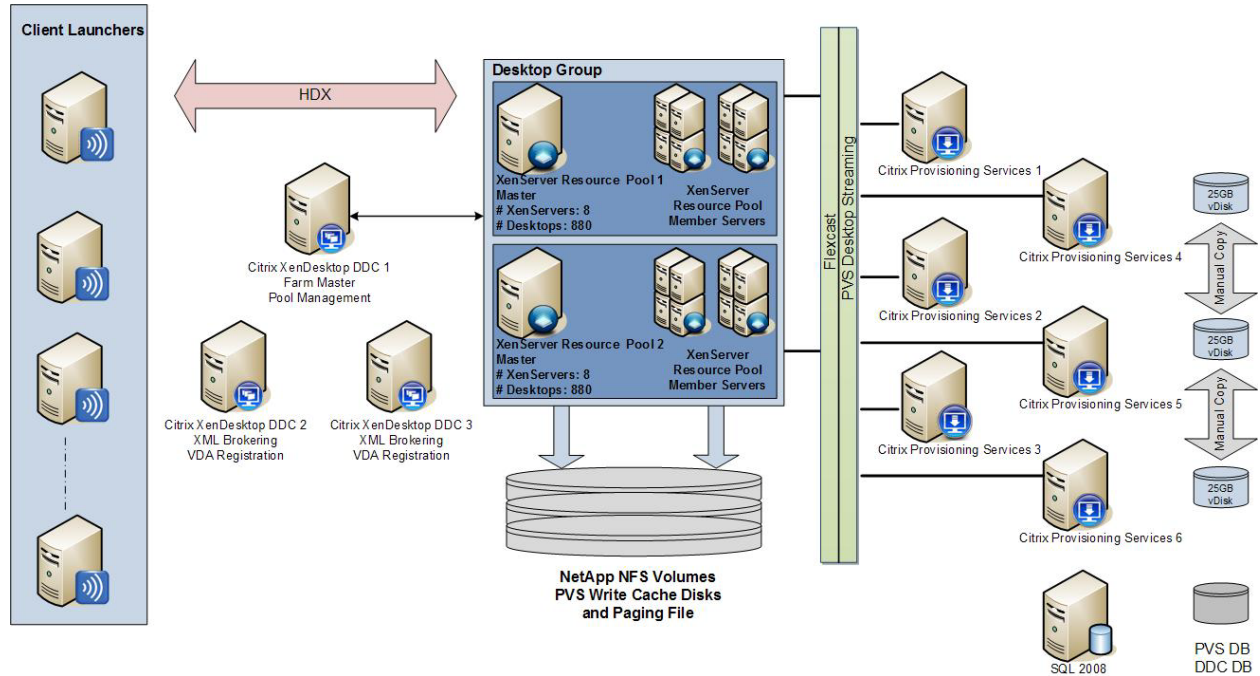 Client Launchers
HDX
Citrix XenDesktop DDC 1
Farm Master
Pool Management
Citrix XenDesktop DDC 2
XML Brokering
VDA Registration
Citrix XenDesktop DDC 3
XML Brokering
VDA Registration
Desktop Group
XenServer Resource Pool 1
Master
# XenServers: 8
# Desktops: 880
XenServer
Resource Pool
Member Servers
XenServer Resource Pool 2
Master
# XenServers: 8
# Desktops: 880
XenServer
Resource Pool
Member Servers
NetApp NFS Volumes
PVS Write Cache Disks
and Paging File
Flexcast
PVS Desktop Streaming
Citrix Provisioning Services 1
Citrix Provisioning Services 4
Citrix Provisioning Services 2
Citrix Provisioning Services 5
Citrix Provisioning Services 3
Citrix Provisioning Services 6
25GB
vDisk
Manual Copy
25GB
vDisk
Manual Copy
25GB
vDisk
SQL 2008
PVS DB
DDC DB